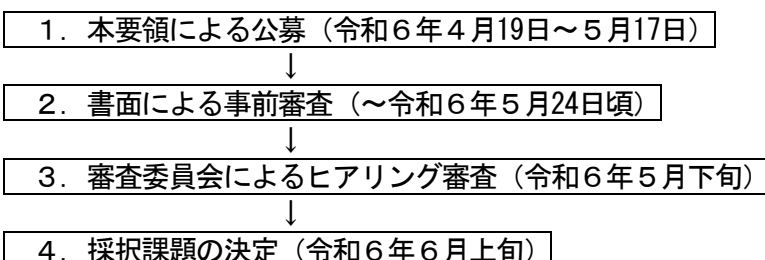 １．本要領による公募（令和６年４月19日～５月17日）
↓
２．書面による事前審査（～令和６年５月24日頃）
↓
３．審査委員会によるヒアリング審査（令和６年５月下旬）
↓
４．採択課題の決定（令和６年６月上旬）